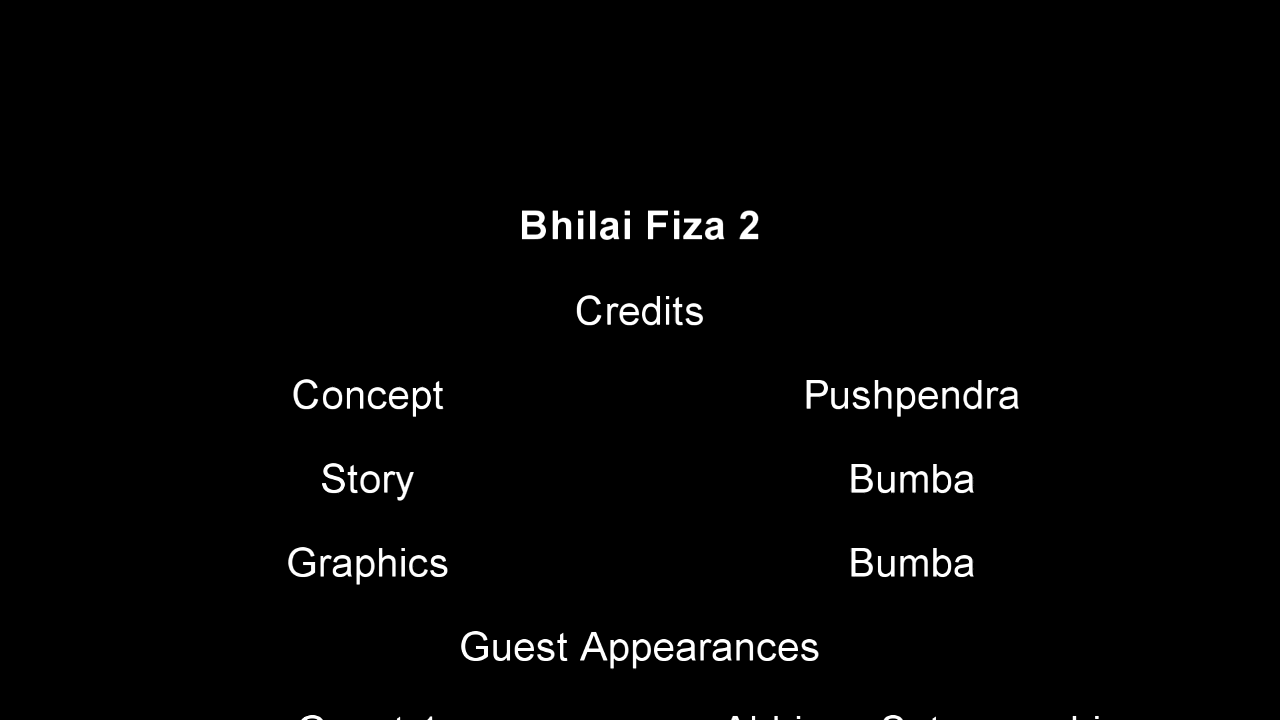 Bhilai Fiza 2
Credits
Concept Pushpendra
Story Bumba
Graphics Bumba
Guest Appearances